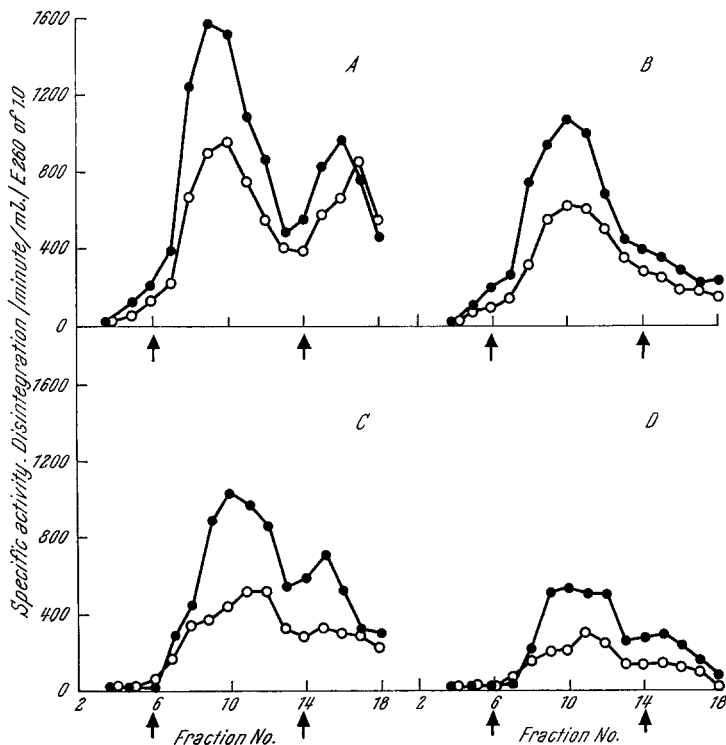 1600
1200
800
400
0
A
B
1600
1200
800
400
0
C
D
2 6 10 14 18 2 6 10 14 18
Fraction No. Fraction No.
Specific activity. Disintegration/minute/ml./E260 of 1.0